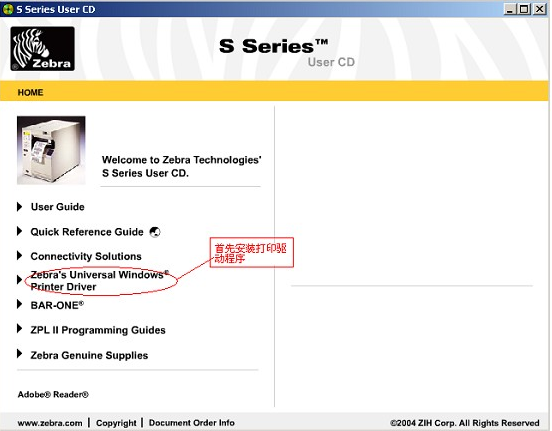 S Series User CD
Zebra
S Series™
User CD
HOME
Welcome to Zebra Technologies'
S Series User CD.
User Guide
Quick Reference Guide
Connectivity Solutions
Zebra's Universal Windows®
Printer Driver
首先安装打印驱
动程序
BAR-ONE®
ZPL II Programming Guides
Zebra Genuine Supplies
Adobe® Reader®
www.zebra.com | Copyright | Document Order Info
©2004 ZIH Corp. All Rights Reserved